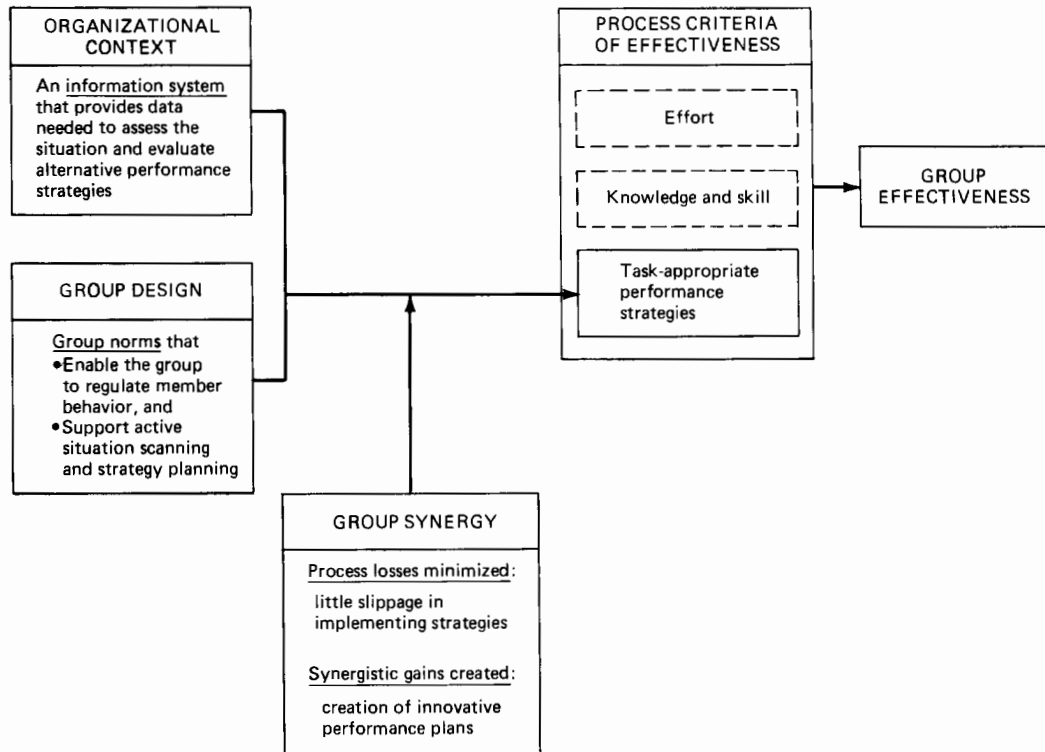 ORGANIZATIONAL
CONTEXT
An information system
that provides data
needed to assess the
situation and evaluate
alternative performance
strategies
GROUP DESIGN
Group norms that
•Enable the group
to regulate member
behavior, and
•Support active
situation scanning
and strategy planning
GROUP SYNERGY
Process losses minimized:
little slippage in
implementing strategies
Synergistic gains created:
creation of innovative
performance plans
PROCESS CRITERIA
OF EFFECTIVENESS
Effort
Knowledge and skill
Task-appropriate
performance
strategies
GROUP
EFFECTIVENESS